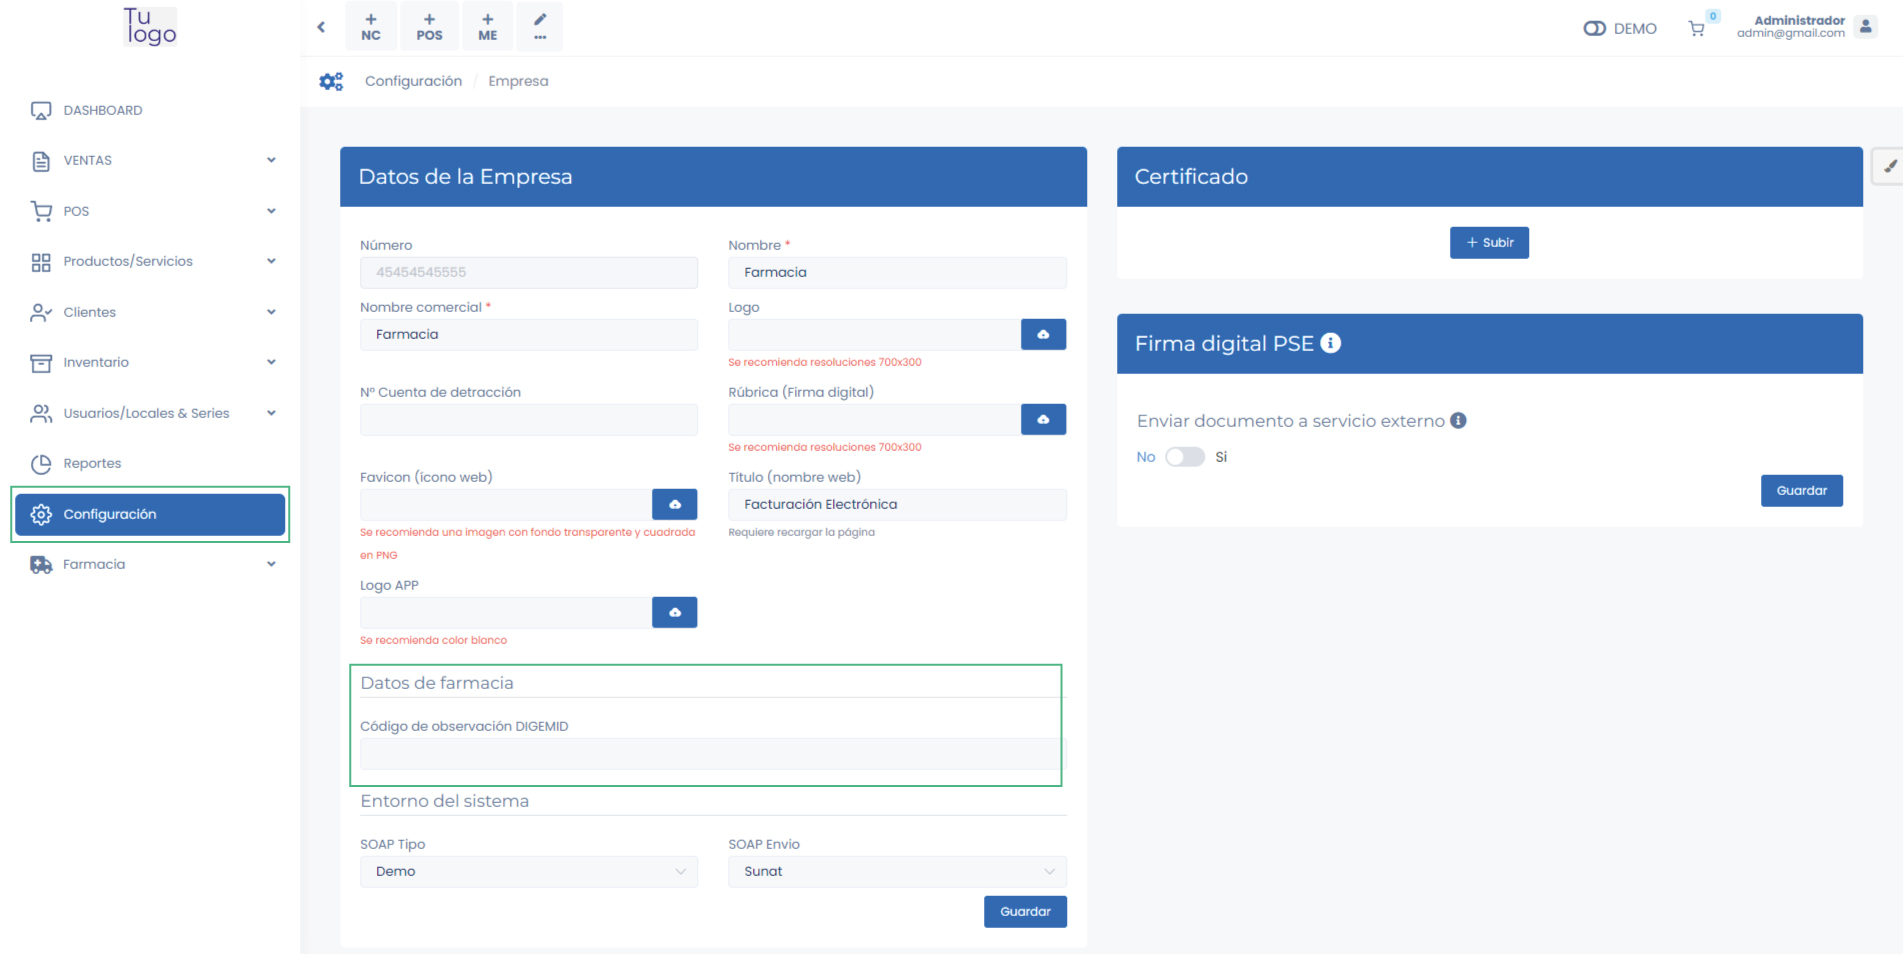 Tu
logo
NC
POS
ME
...
DEMO
0
Administrador
admin@gmail.com
Configuración / Empresa
DASHBOARD
VENTAS
POS
Productos/Servicios
Clientes
Inventario
Usuarios/Locales & Series
Reportes
Configuración
Farmacia
Datos de la Empresa
Número
45454545555
Nombre *
Farmacia
Nombre comercial *
Farmacia
Logo
Se recomienda resoluciones 700x300
Nº Cuenta de detracción
Rúbrica (Firma digital)
Se recomienda resoluciones 700x300
Favicon (ícono web)
Se recomienda una imagen con fondo transparente y cuadrada
en PNG
Título (nombre web)
Facturación Electrónica
Requiere recargar la página
Logo APP
Se recomienda color blanco
Datos de farmacia
Código de observación DIGEMID
Entorno del sistema
SOAP Tipo
Demo
SOAP Envio
Sunat
Guardar
Certificado
+ Subir
Firma digital PSE
Enviar documento a servicio externo
No Si
Guardar